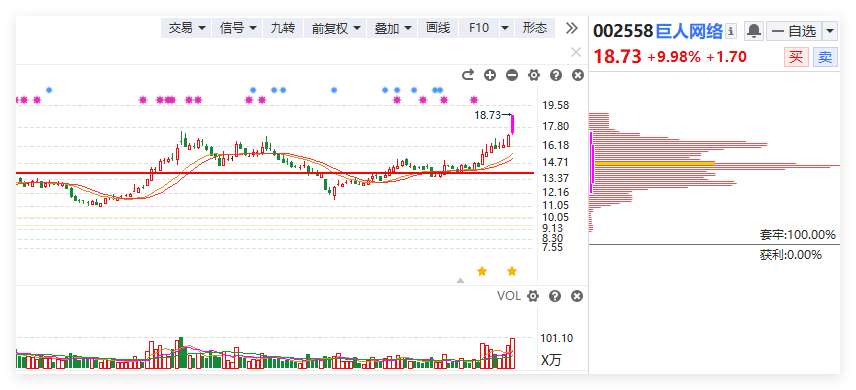 交易 信号 九转 前复权 叠加 画线 F10 形态
002558 巨人网络 自选
18.73 +9.98% +1.70 买 卖
18.73
19.58
17.80
16.18
14.71
13.37
12.16
11.05
10.05
9.13
8.30
7.55
套牢:100.00%
获利:0.00%
VOL
101.10
X万